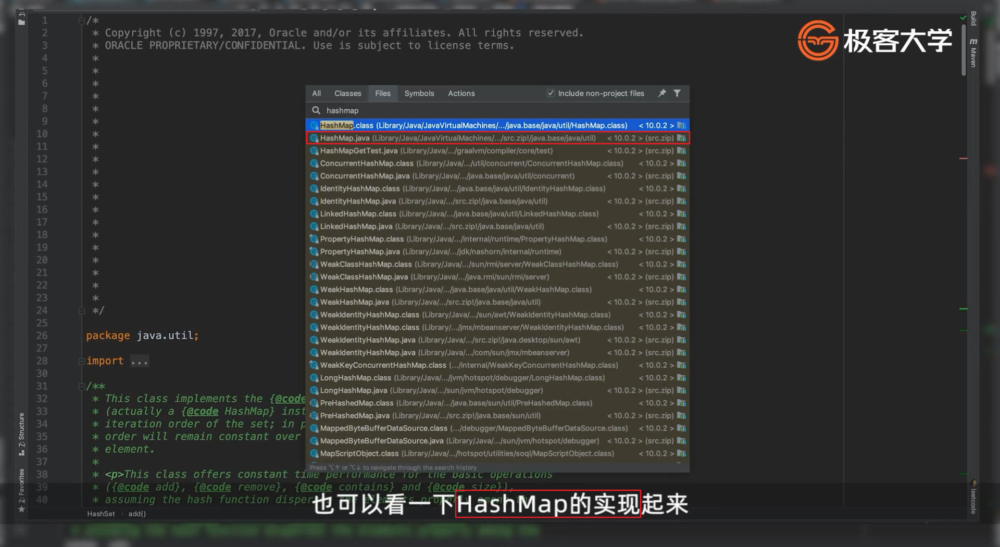 1 /*
2 * Copyright (c) 1997, 2017, Oracle and/or its affiliates. All rights reserved.
3 * ORACLE PROPRIETARY/CONFIDENTIAL. Use is subject to license terms.
4 *
5 *
6 *
7 *
8 *
9 *
10 *
11 *
12 *
13 *
14 *
15 *
16 *
17 *
18 *
19 *
20 *
21 *
22 *
23 *
24 */
25
26 package java.util;
27
28 import ...
30
31 /**
32 * This class implements the {@code
33 * (actually a {@code HashMap} inst
34 * iteration order of the set; in p
35 * order will remain constant over
36 * element.
37 *
38 * <p>This class offers constant time performance for the basic operations
39 * ({@code add}, {@code remove}, {@code contains} and {@code size}),
40 * assuming the hash function disper
HashSet › add()
1:
Z: Structure
2: Favorites
Build
m Maven
leetcode
极客大学
All Classes Files Symbols Actions Include non-project files
hashmap
HashMap.class (Library/Java/JavaVirtualMachines/.../java.base/java/util/HashMap.class) < 10.0.2 >
HashMap.java (Library/Java/JavaVirtualMachines/.../src.zip!/java.base/java/util) < 10.0.2 > (src.zip)
HashMapGetTest.java (Library/Java/.../graalvm/compiler/core/test) < 10.0.2 > (src.zip)
ConcurrentHashMap.class (Library/Java/.../util/concurrent/ConcurrentHashMap.class) < 10.0.2 >
ConcurrentHashMap.java (Library/Java/.../java.base/java/util/concurrent) < 10.0.2 > (src.zip)
IdentityHashMap.class (Library/Java/.../java.base/java/util/IdentityHashMap.class) < 10.0.2 >
IdentityHashMap.java (Library/Java/.../src.zip!/java.base/java/util) < 10.0.2 > (src.zip)
LinkedHashMap.class (Library/Java/.../java.base/java/util/LinkedHashMap.class) < 10.0.2 >
LinkedHashMap.java (Library/Java/.../src.zip!/java.base/java/util) < 10.0.2 > (src.zip)
PropertyHashMap.class (Library/Java/.../internal/runtime/PropertyHashMap.class) < 10.0.2 >
PropertyHashMap.java (Library/Java/.../jdk/nashorn/internal/runtime) < 10.0.2 > (src.zip)
WeakClassHashMap.class (Library/Java/.../sun/rmi/server/WeakClassHashMap.class) < 10.0.2 >
WeakClassHashMap.java (Library/Java/.../java.rmi/sun/rmi/server) < 10.0.2 > (src.zip)
WeakHashMap.class (Library/Java/.../java.base/java/util/WeakHashMap.class) < 10.0.2 >
WeakHashMap.java (Library/Java/.../src.zip!/java.base/java/util) < 10.0.2 > (src.zip)
WeakIdentityHashMap.class (Library/Java/.../sun/awt/WeakIdentityHashMap.class) < 10.0.2 >
WeakIdentityHashMap.class (Library/Java/.../jmx/mbeanserver/WeakIdentityHashMap.class) < 10.0.2 >
WeakIdentityHashMap.java (Library/Java/.../src.zip!/java.desktop/sun/awt) < 10.0.2 > (src.zip)
WeakIdentityHashMap.java (Library/Java/.../com/sun/jmx/mbeanserver) < 10.0.2 > (src.zip)
WeakKeyConcurrentHashMap.class (.../internal/WeakKeyConcurrentHashMap.class) < 10.0.2 >
LongHashMap.class (Library/Java/.../jvm/hotspot/debugger/LongHashMap.class) < 10.0.2 >
LongHashMap.java (Library/Java/.../sun/jvm/hotspot/debugger) < 10.0.2 > (src.zip)
PreHashedMap.class (Library/Java/.../java.base/sun/util/PreHashedMap.class) < 10.0.2 >
PreHashedMap.java (Library/Java/.../src.zip!/java.base/sun/util) < 10.0.2 > (src.zip)
MappedByteBufferDataSource.class (.../debugger/MappedByteBufferDataSource.class) < 10.0.2 >
MappedByteBufferDataSource.java (Library/Java/.../sun/jvm/hotspot/debugger) < 10.0.2 > (src.zip)
MapScriptObject.class (Library/Java/.../hotspot/utilities/soql/MapScriptObject.class) < 10.0.2 >
Press ⌥↑ or ⌥↓ to navigate through the search history
也可以看一下HashMap的实现起来